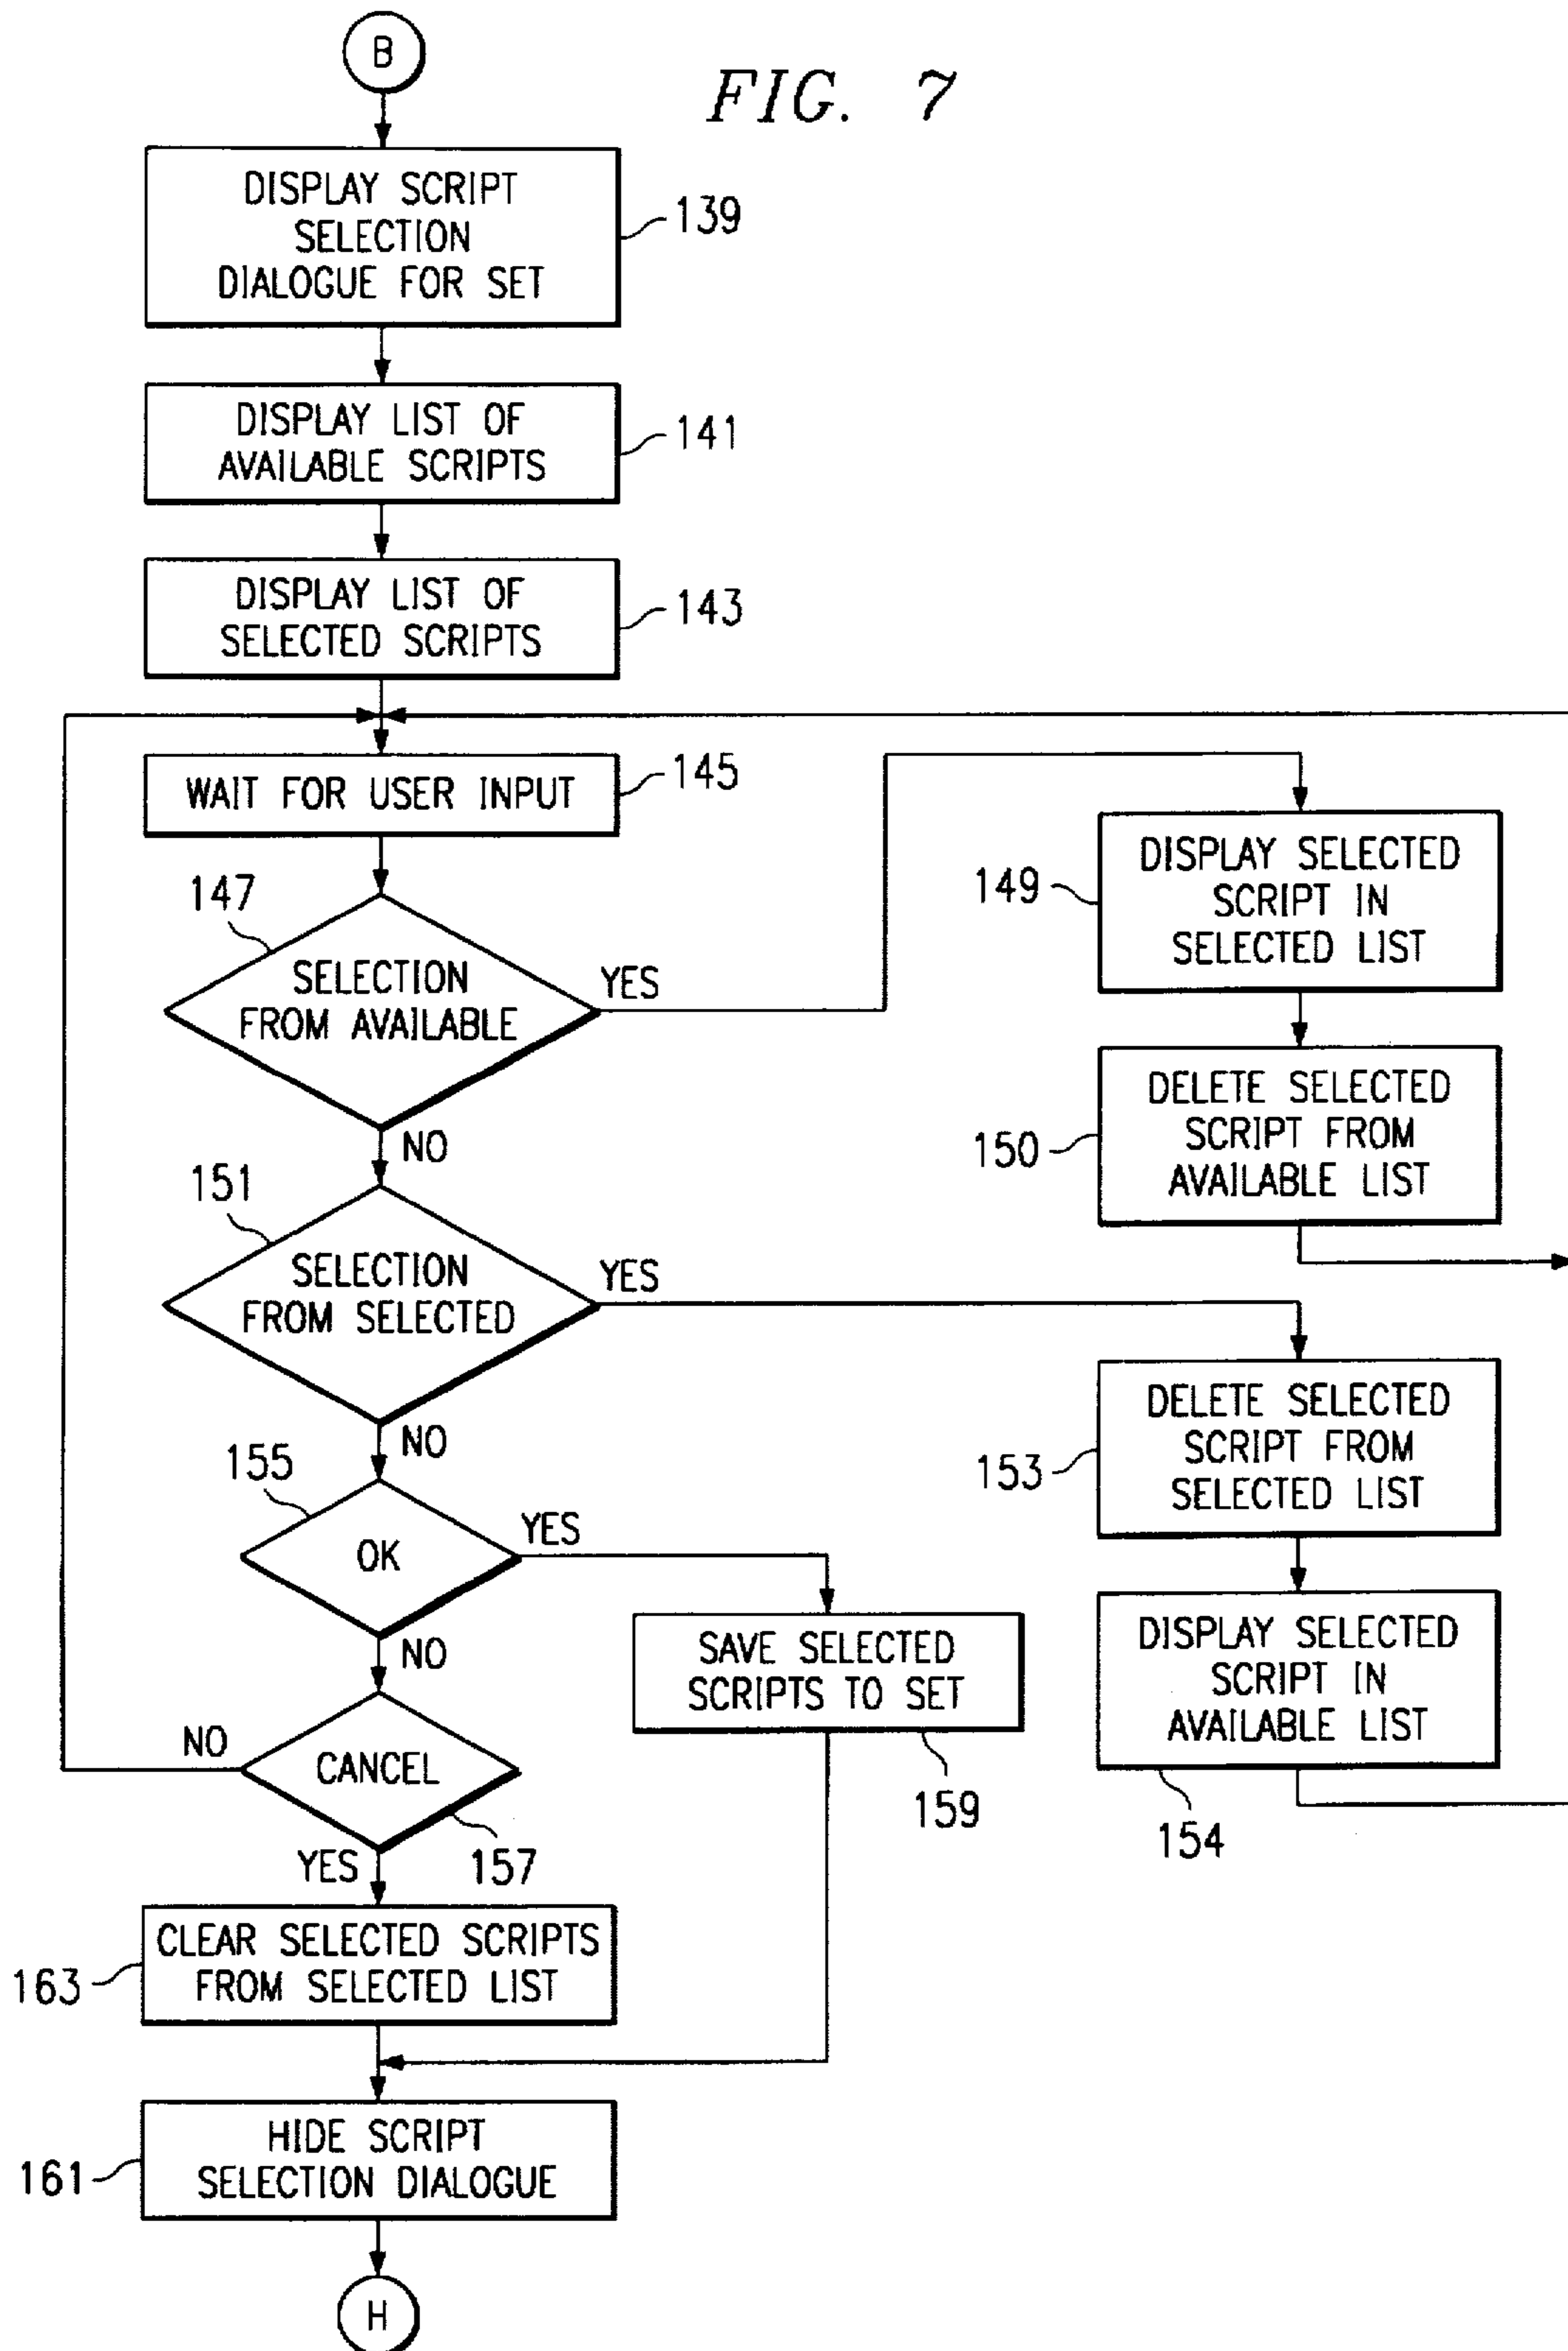 B
FIG. 7
DISPLAY SCRIPT
SELECTION
DIALOGUE FOR SET
139
DISPLAY LIST OF
AVAILABLE SCRIPTS
141
DISPLAY LIST OF
SELECTED SCRIPTS
143
WAIT FOR USER INPUT
145
147
SELECTION
FROM AVAILABLE
YES
NO
149
DISPLAY SELECTED
SCRIPT IN
SELECTED LIST
150
DELETE SELECTED
SCRIPT FROM
AVAILABLE LIST
151
SELECTION
FROM SELECTED
YES
NO
153
DELETE SELECTED
SCRIPT FROM
SELECTED LIST
DISPLAY SELECTED
SCRIPT IN
AVAILABLE LIST
154
155
OK
YES
NO
SAVE SELECTED
SCRIPTS TO SET
159
NO
CANCEL
157
YES
CLEAR SELECTED SCRIPTS
FROM SELECTED LIST
163
HIDE SCRIPT
SELECTION DIALOGUE
161
H